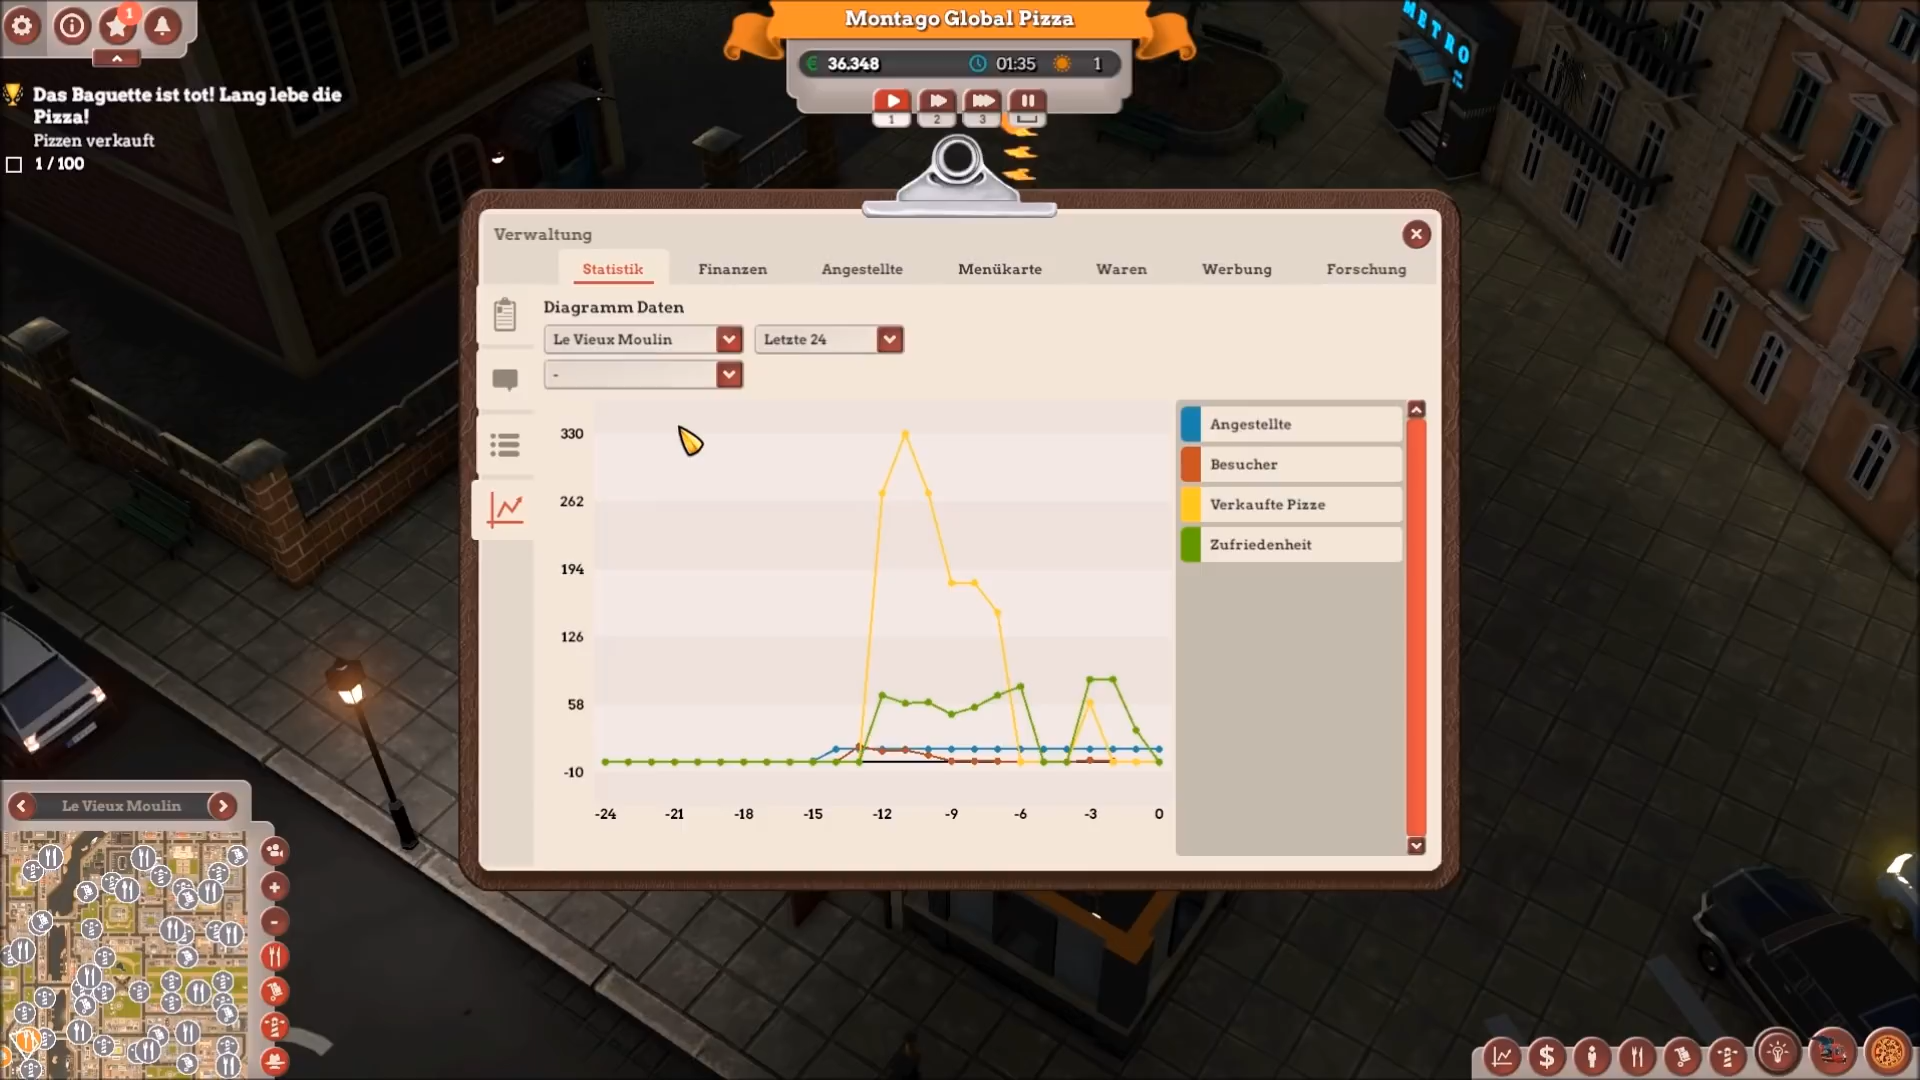 Montago Global Pizza
36.348
01:35
1
1
2
3
1
Das Baguette ist tot! Lang lebe die
Pizza!
Pizzen verkauft
1 / 100
METRO
Verwaltung
Statistik
Finanzen
Angestellte
Menükarte
Waren
Werbung
Forschung
Diagramm Daten
Le Vieux Moulin
Letzte 24
-
330
262
194
126
58
-10
-24
-21
-18
-15
-12
-9
-6
-3
0
Angestellte
Besucher
Verkaufte Pizze
Zufriedenheit
Le Vieux Moulin